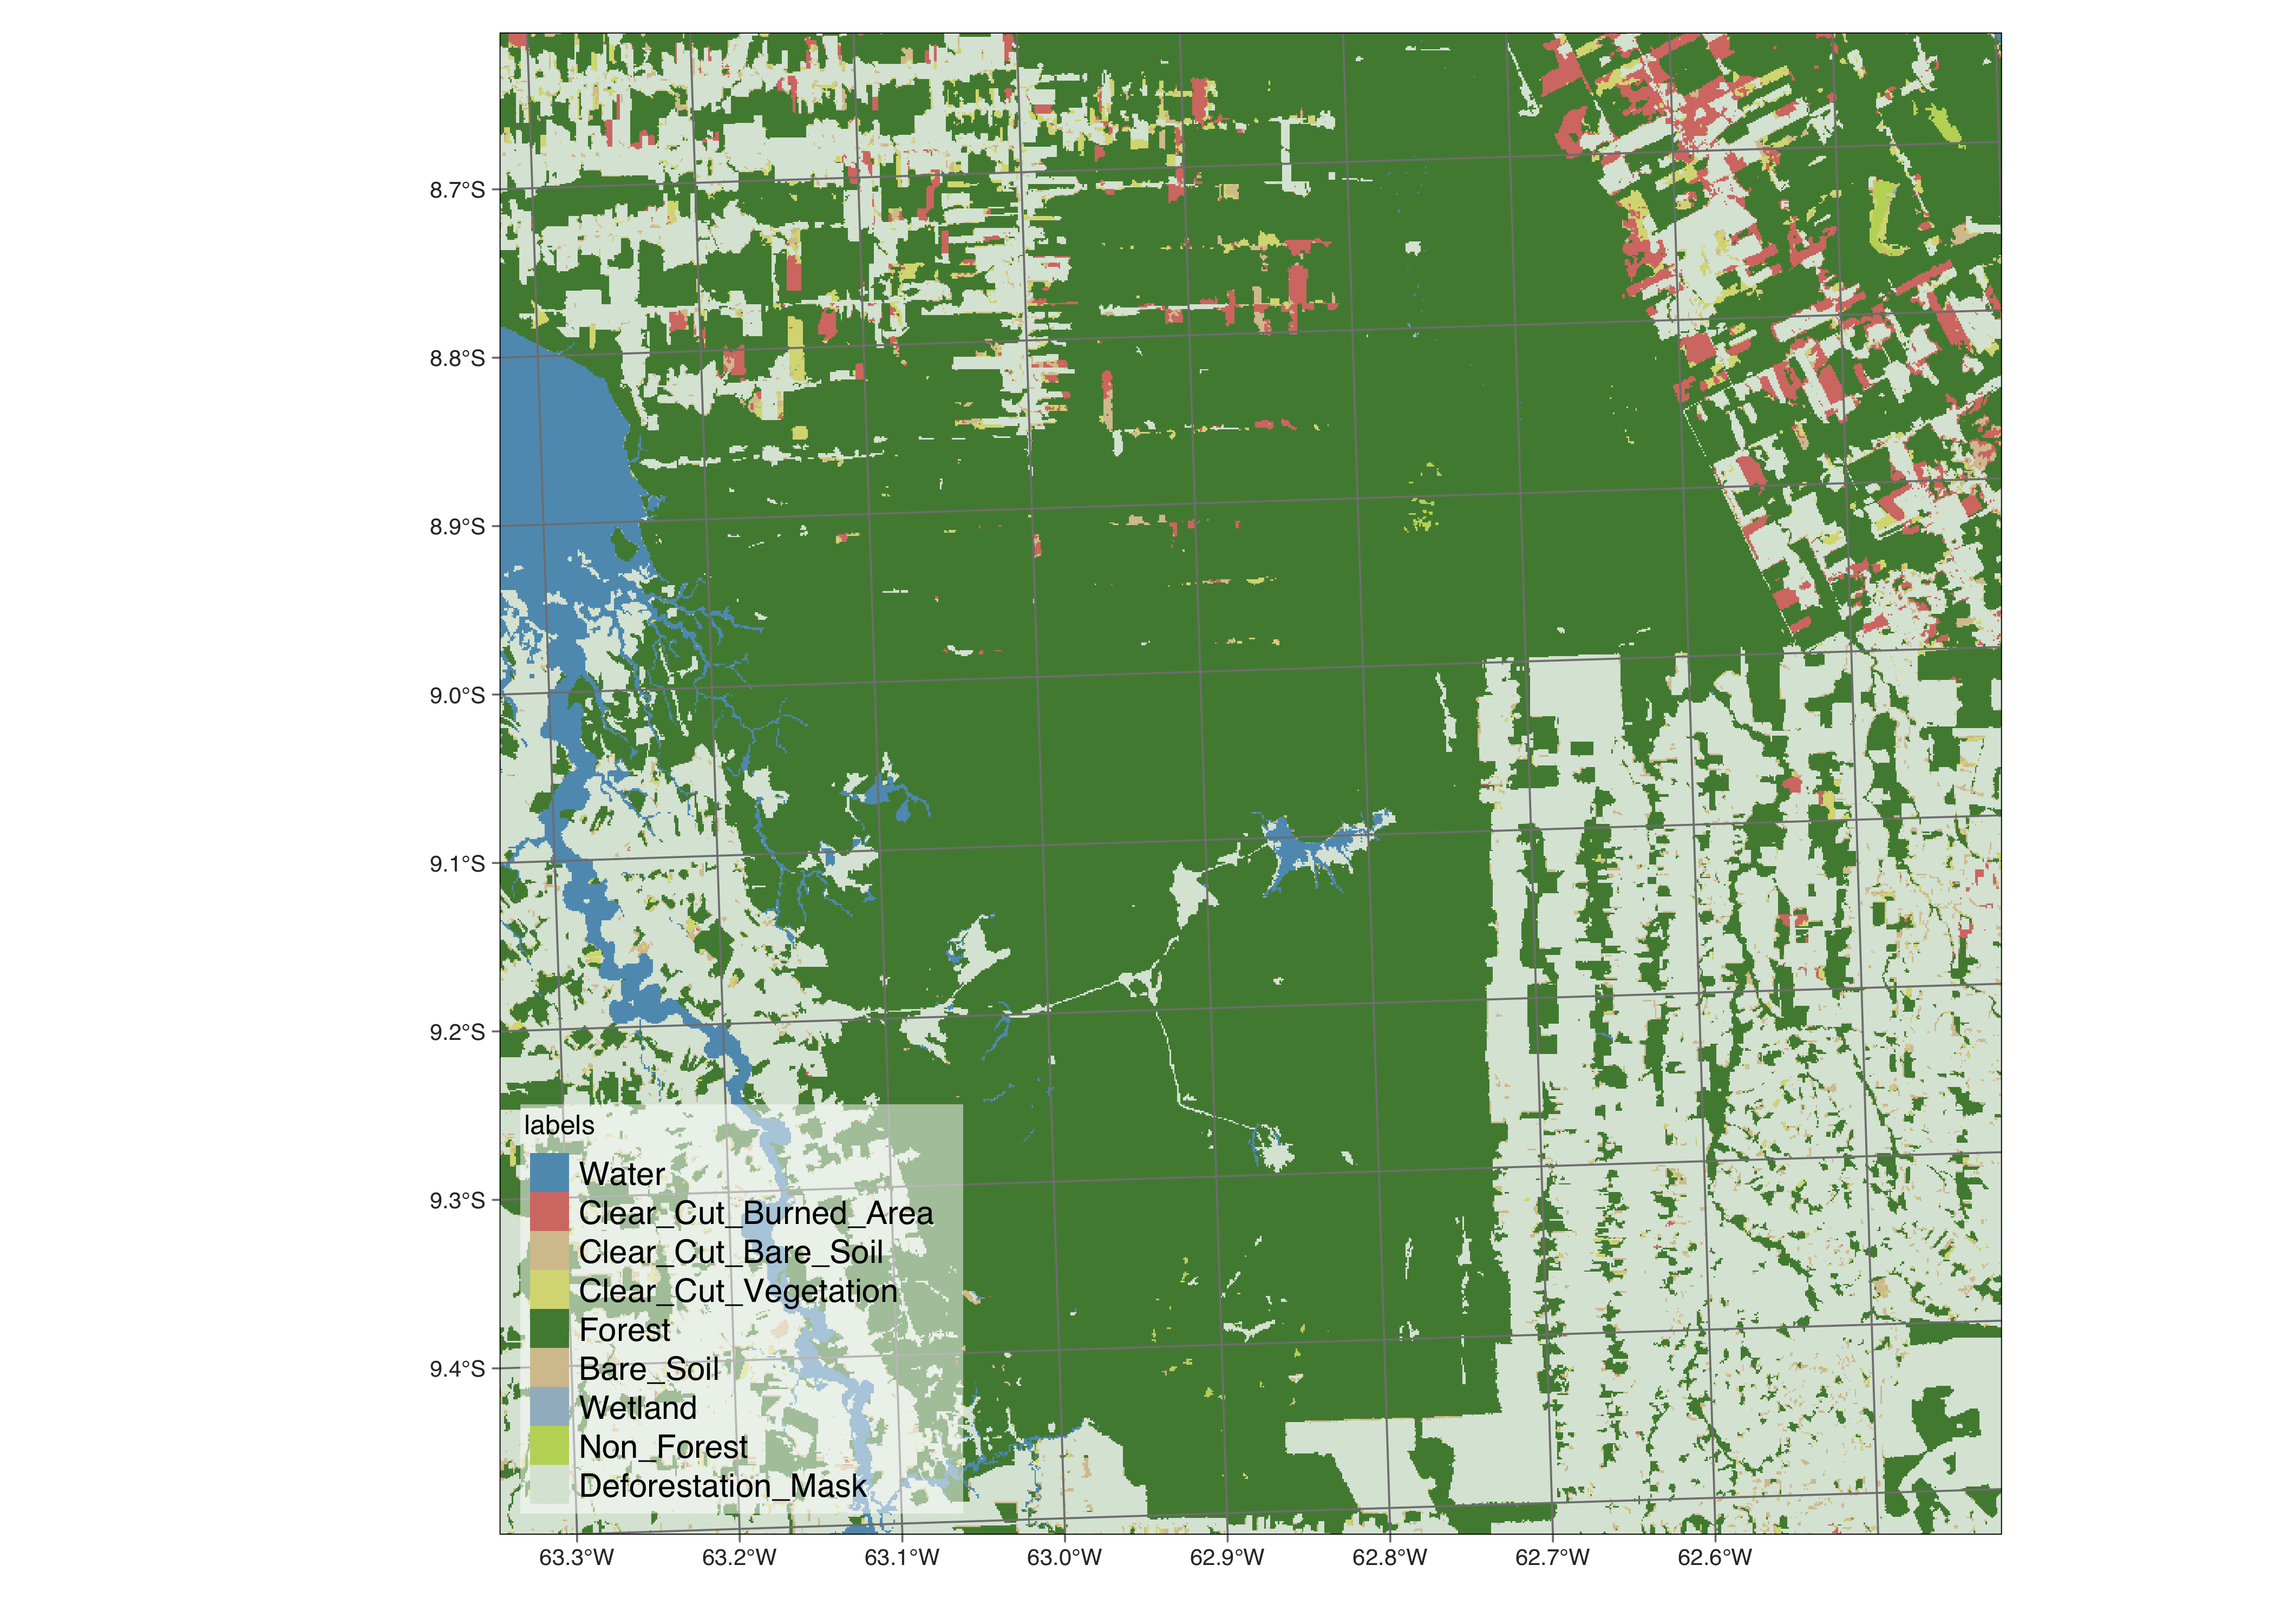 8.7°S
8.8°S
8.9°S
9.0°S
9.1°S
9.2°S
9.3°S
9.4°S
labels
Water
Clear_Cut_Burned_Area
Clear_Cut_Bare_Soil
Clear_Cut_Vegetation
Forest
Bare_Soil
Wetland
Non_Forest
Deforestation_Mask
63.3°W 63.2°W 63.1°W 63.0°W 62.9°W 62.8°W 62.7°W 62.6°W